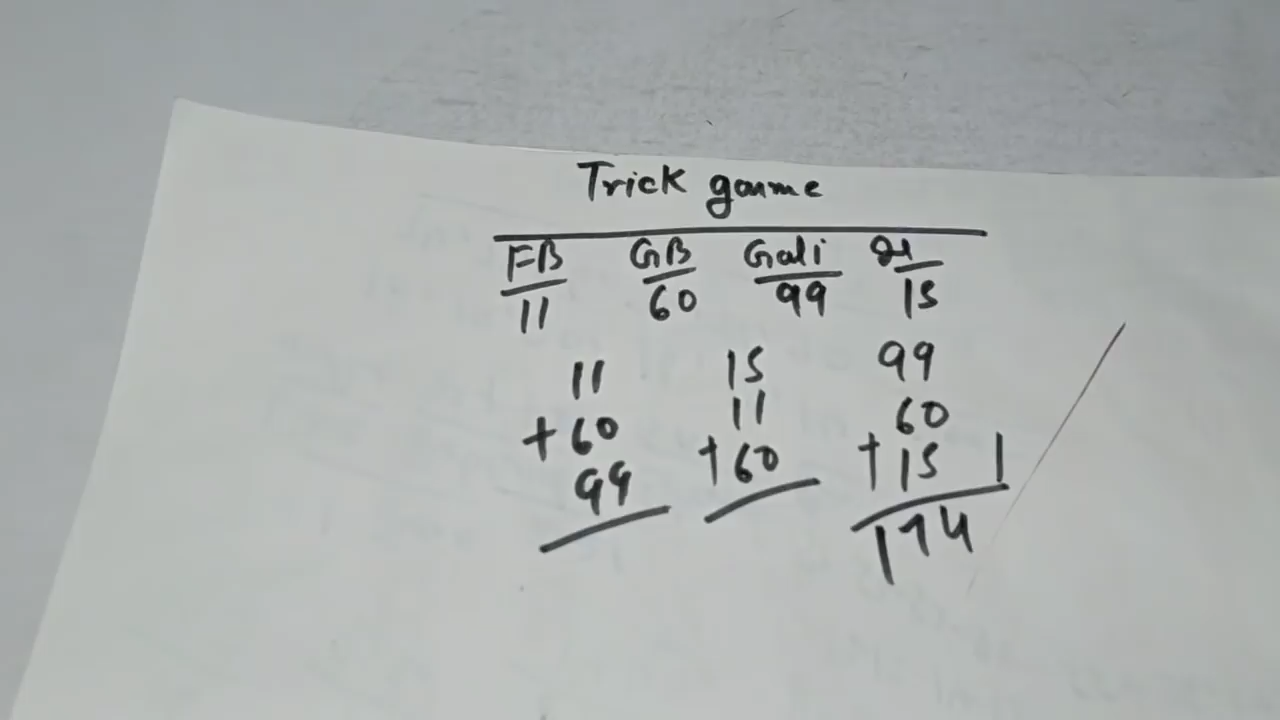 Trick game
FB GB Gali
11 60 99 15
11 15 99
+60 11 60
99 +60 +15 1
174